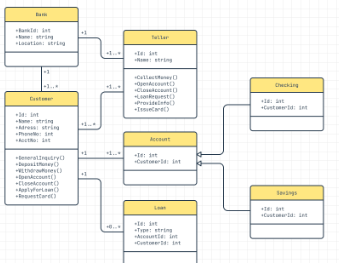 Bank
+BankId: int
+Name: string
+Location: string
+1
+1..*
Teller
+Id: int
+Name: string
+CollectMoney()
+OpenAccount()
+CloseAccount()
+LoanRequest()
+ProvideInfo()
+IssueCard()
+1
+1..*
Customer
+Id: int
+Name: string
+Adress: string
+PhoneNo: int
+AcctNo: int
+GeneralInquiry()
+DepositMoney()
+WithdrawMoney()
+OpenAccount()
+CloseAccount()
+ApplyForLoan()
+RequestCard()
+1
+1..*
+1
+1..*
+1
+0..*
Account
+Id: int
+CustomerId: int
Checking
+Id: int
+CustomerId: int
Savings
+Id: int
+CustomerId: int
Loan
+Id: int
+Type: string
+AccountId: int
+CustomerId: int